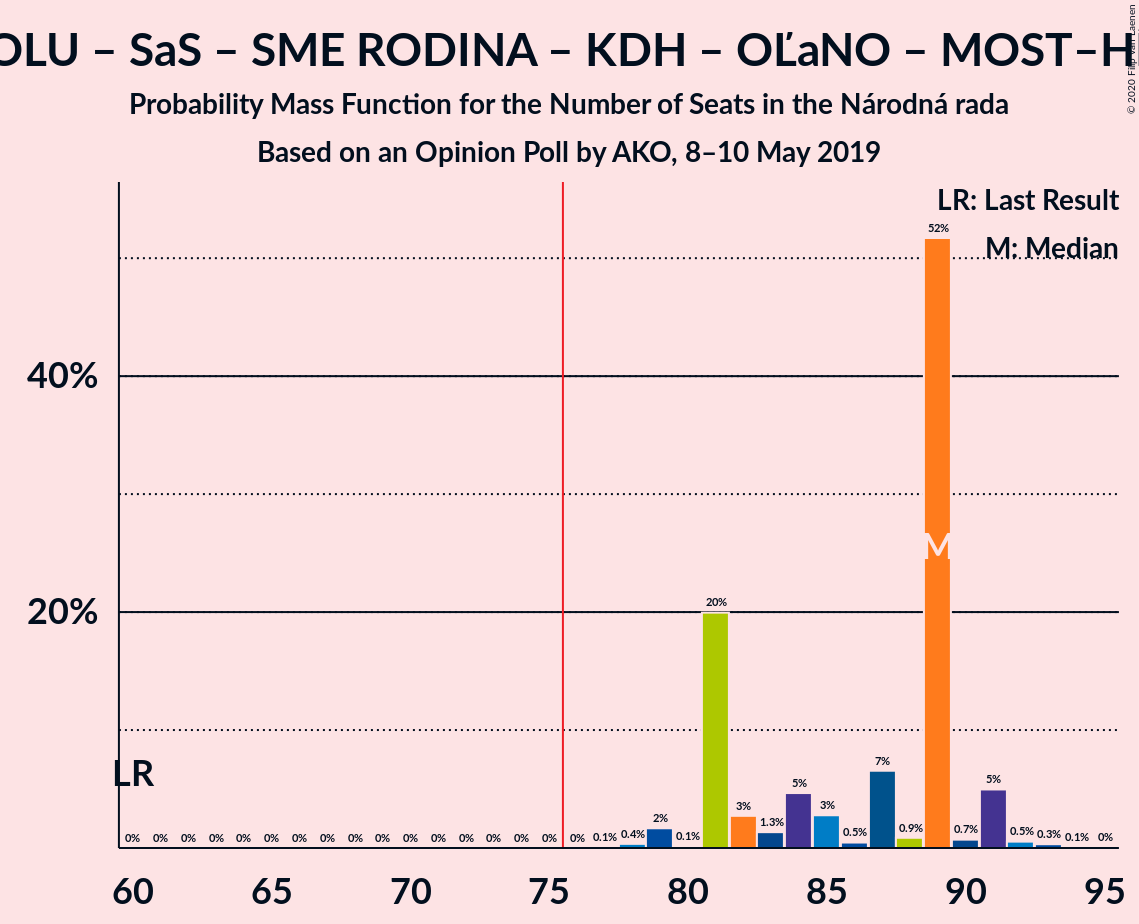 OLU – SaS – SME RODINA – KDH – OĽaNO – MOST–H
Probability Mass Function for the Number of Seats in the Národná rada
Based on an Opinion Poll by AKO, 8–10 May 2019
© 2020 Filip van Laenen
LR: Last Result
M: Median
52%
40%
M
20%
20%
LR
0% 0% 0% 0% 0% 0% 0% 0% 0% 0% 0% 0% 0% 0% 0% 0% 0% 0.1% 0.4% 2% 0.1% 3% 1.3% 5% 3% 0.5% 7% 0.9% 0.7% 5% 0.5% 0.3% 0.1% 0%
60 65 70 75 80 85 90 95